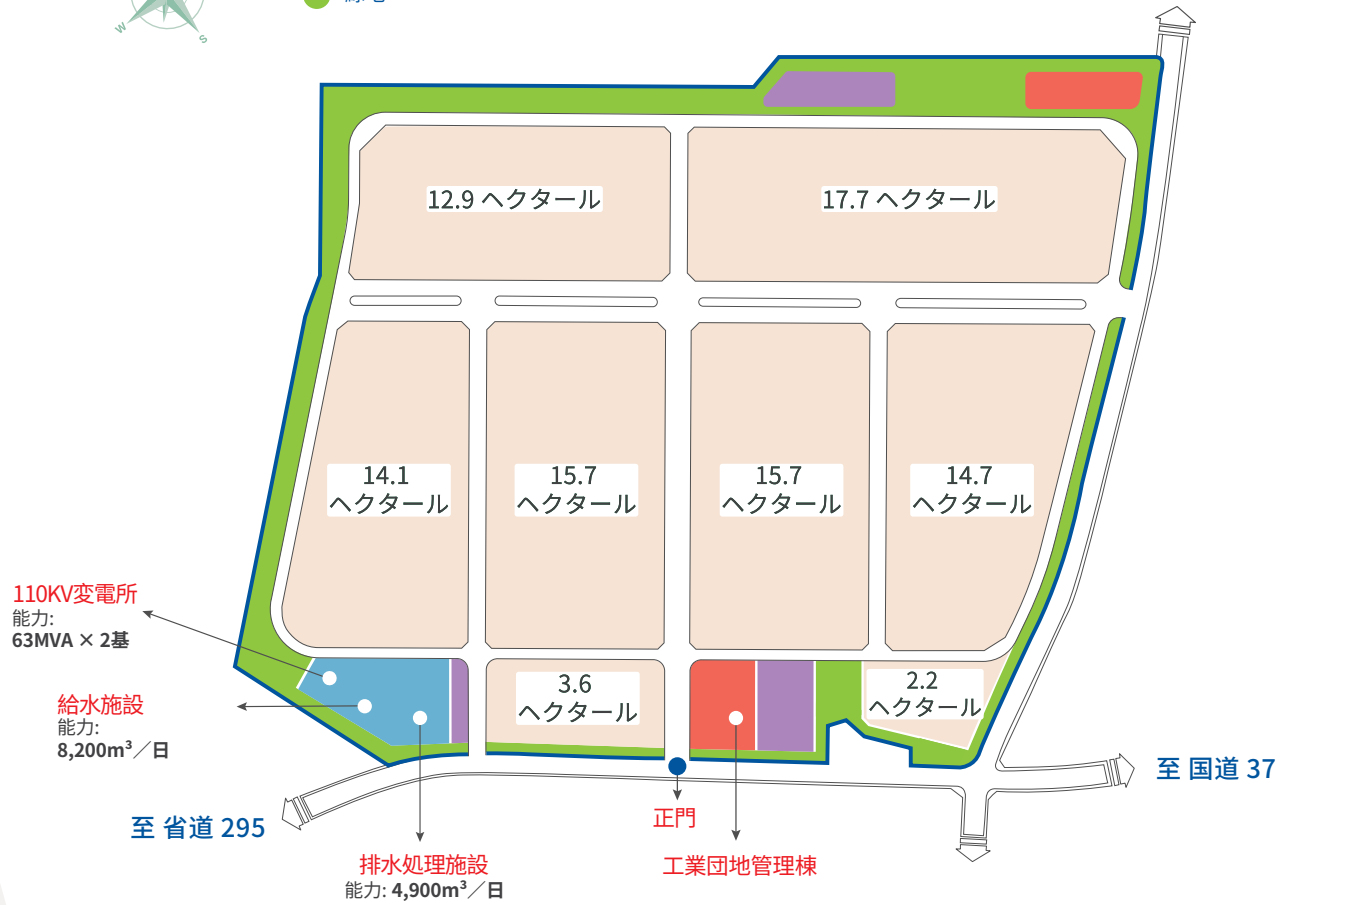 W
S
12.9 ヘクタール
17.7 ヘクタール
14.1
ヘクタール
15.7
ヘクタール
15.7
ヘクタール
14.7
ヘクタール
110KV変電所
能力:
63MVA × 2基
給水施設
能力:
8,200m³／日
3.6
ヘクタール
2.2
ヘクタール
至 国道 37
正門
至 省道 295
排水処理施設
能力: 4,900m³／日
工業団地管理棟